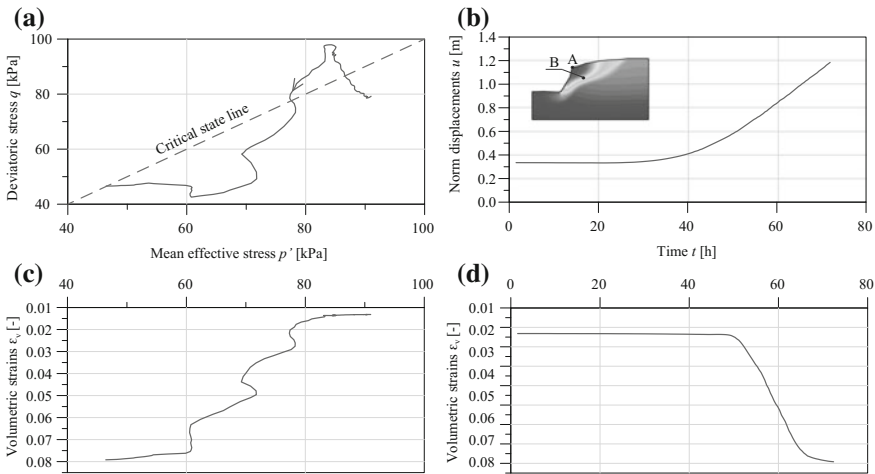 (a)
100
80
60
40
Deviatoric stress q [kPa]
Critical state line
40 60 80 100
Mean effective stress p' [kPa]
(b)
1.4
1.2
1.0
0.8
0.6
0.4
0.2
0.0
Norm displacements u [m]
B A
0 20 40 60 80
Time t [h]
(c)
40 60 80 100
0.01
0.02
0.03
0.04
0.05
0.06
0.07
0.08
Volumetric strains εv [-]
(d)
0 20 40 60 80
0.01
0.02
0.03
0.04
0.05
0.06
0.07
0.08
Volumetric strains εv [-]